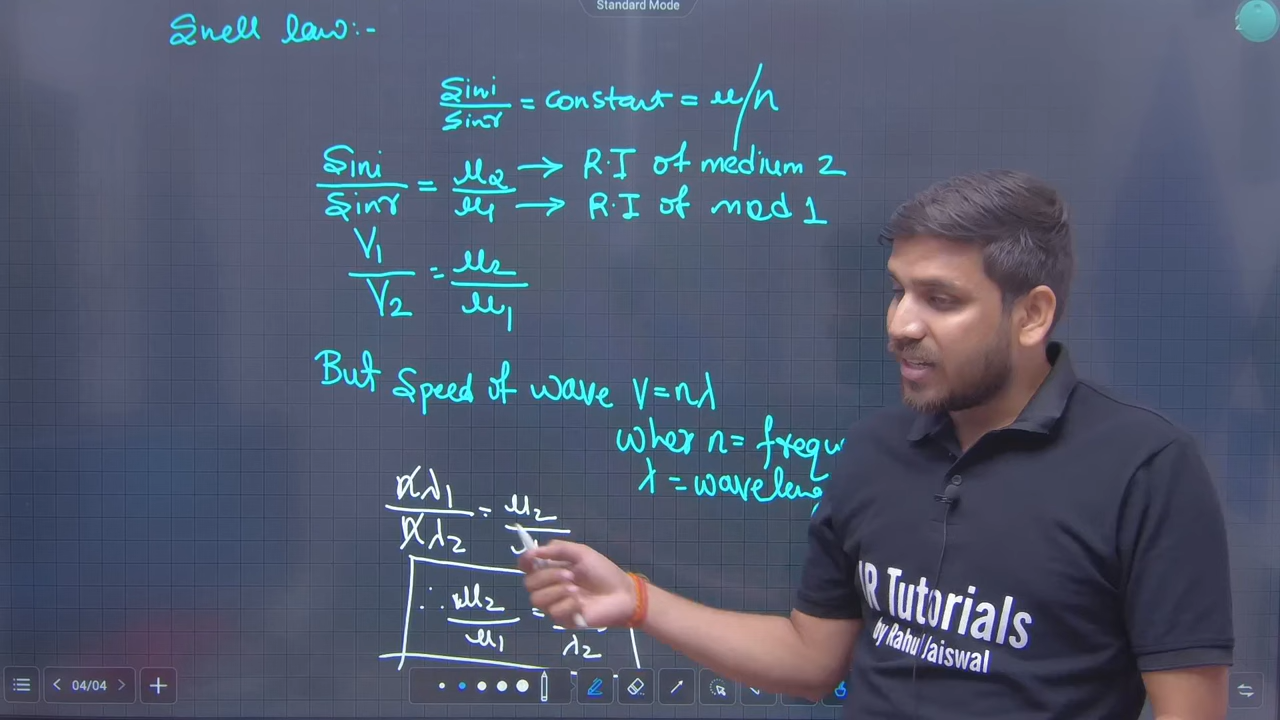 Standard Mode
Snell law:-
Sini/Sinr = constant = μ/n
Sini/Sinr = μ2/μ1 → R.I of medium 2
→ R.I of med 1
V1/V2 = μ2/μ1
But Speed of wave V=nλ
wher n=
λ =
nλ1/nλ2 = μ2
∴ μ2/μ1 =
λ2
Tutorials
by Rahul Jaiswal
04/04